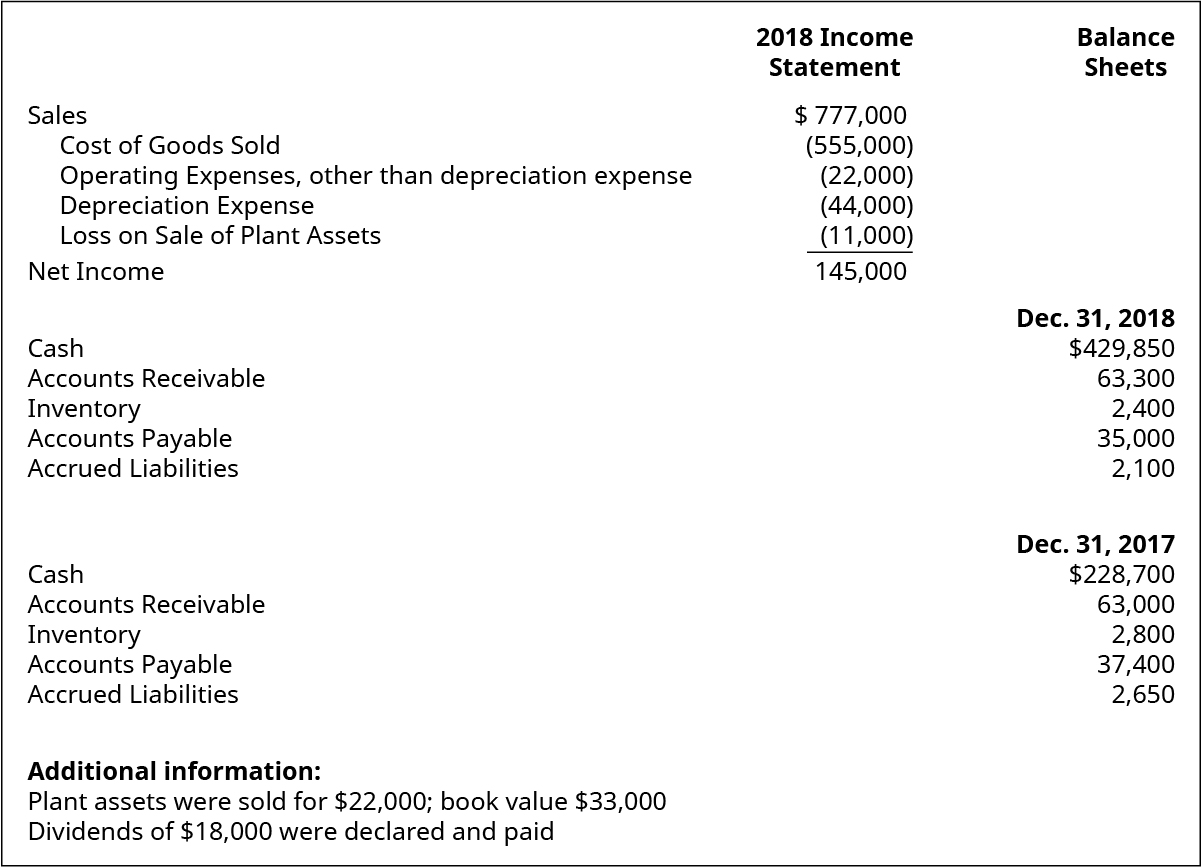 2018 Income Balance
Statement Sheets
Sales $ 777,000
Cost of Goods Sold (555,000)
Operating Expenses, other than depreciation expense (22,000)
Depreciation Expense (44,000)
Loss on Sale of Plant Assets (11,000)
Net Income 145,000
Dec. 31, 2018
Cash $429,850
Accounts Receivable 63,300
Inventory 2,400
Accounts Payable 35,000
Accrued Liabilities 2,100
Dec. 31, 2017
Cash $228,700
Accounts Receivable 63,000
Inventory 2,800
Accounts Payable 37,400
Accrued Liabilities 2,650
Additional information:
Plant assets were sold for $22,000; book value $33,000
Dividends of $18,000 were declared and paid